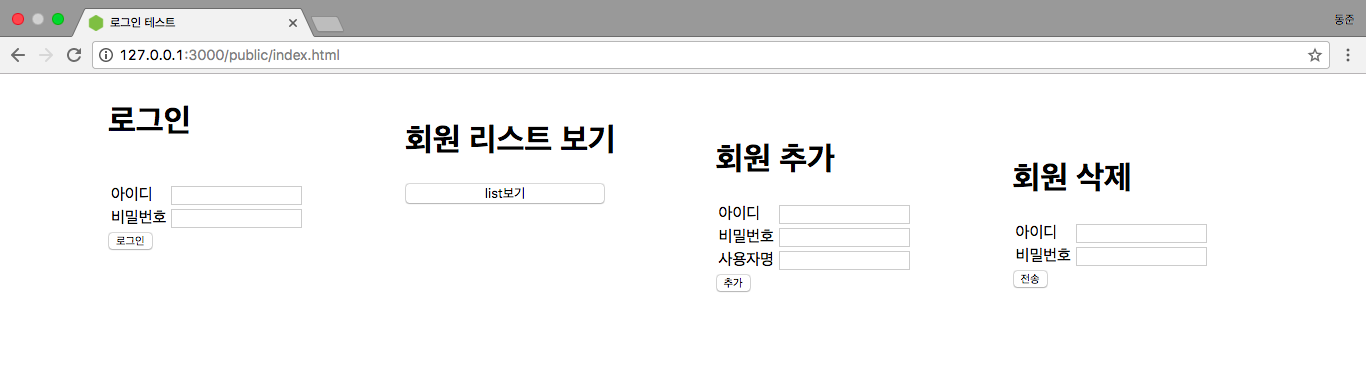 로그인 테스트
동준
127.0.0.1:3000/public/index.html
로그인
아이디
비밀번호
로그인
회원 리스트 보기
list보기
회원 추가
아이디
비밀번호
사용자명
추가
회원 삭제
아이디
비밀번호
전송